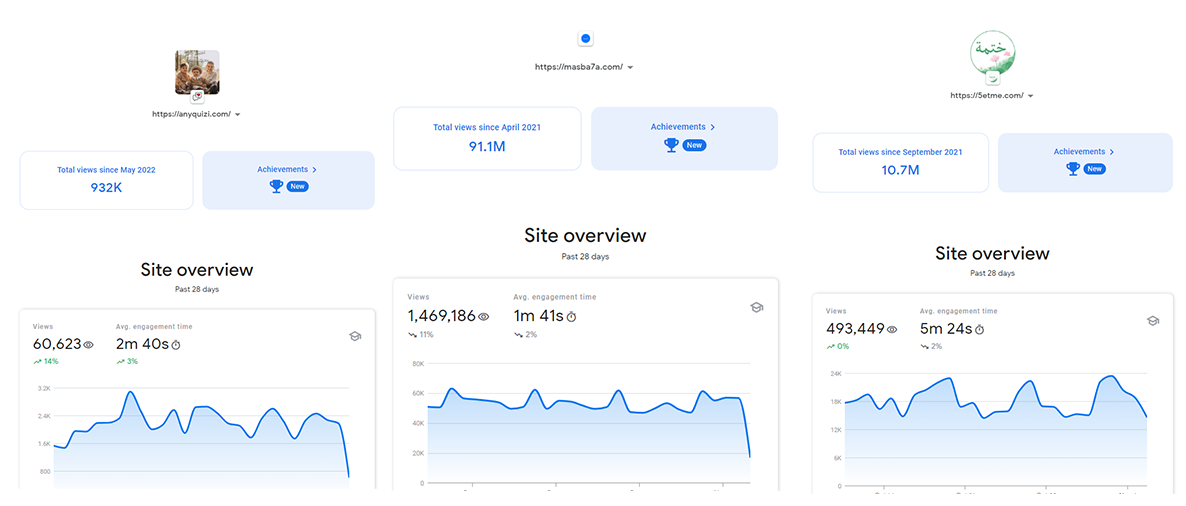 https://anyquizi.com/
Total views since May 2022
932K
Achievements
New
Site overview
Past 28 days
Views
60,623
14%
Avg. engagement time
2m 40s
3%
3.2K
2.4K
1.6K
800
https://masba7a.com/
Total views since April 2021
91.1M
Achievements
New
Site overview
Past 28 days
Views
1,469,186
11%
Avg. engagement time
1m 41s
2%
80K
60K
40K
20K
0
ختمة
https://5etme.com/
Total views since September 2021
10.7M
Achievements
New
Site overview
Past 28 days
Views
493,449
0%
Avg. engagement time
5m 24s
2%
24K
18K
12K
6K
0